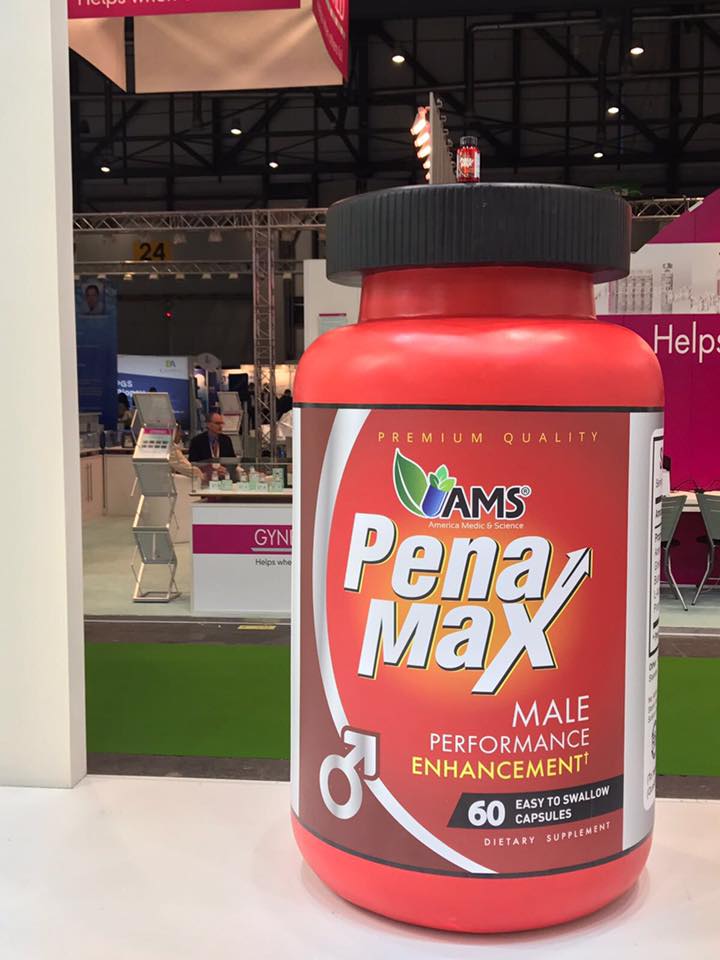 Helps when
24
Helps
GYN
Helps whe
PREMIUM QUALITY
AMS®
America Medic & Science
Pena
Max
MALE
PERFORMANCE
ENHANCEMENT†
60 EASY TO SWALLOW
CAPSULES
DIETARY SUPPLEMENT